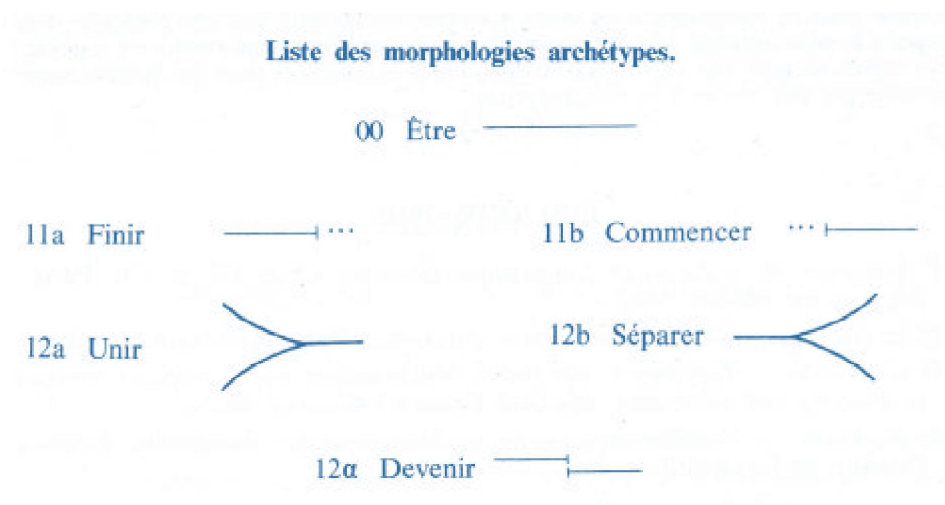 Liste des morphologies archétypes.
00 Être
11a Finir ... 11b Commencer ...
12a Unir 12b Séparer
12α Devenir